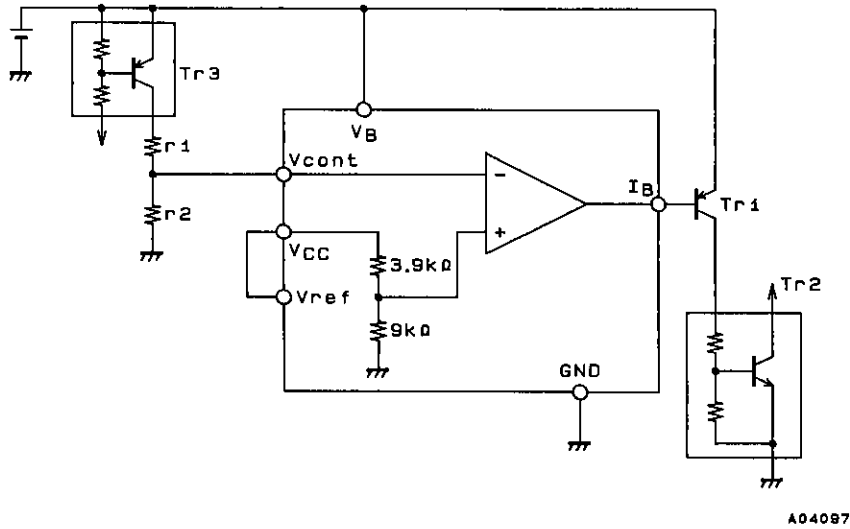 Tr3
r1
VB
Vcont
IB
Tr1
r2
VCC
3.9kΩ
Tr2
Vref
9kΩ
GND
A04097